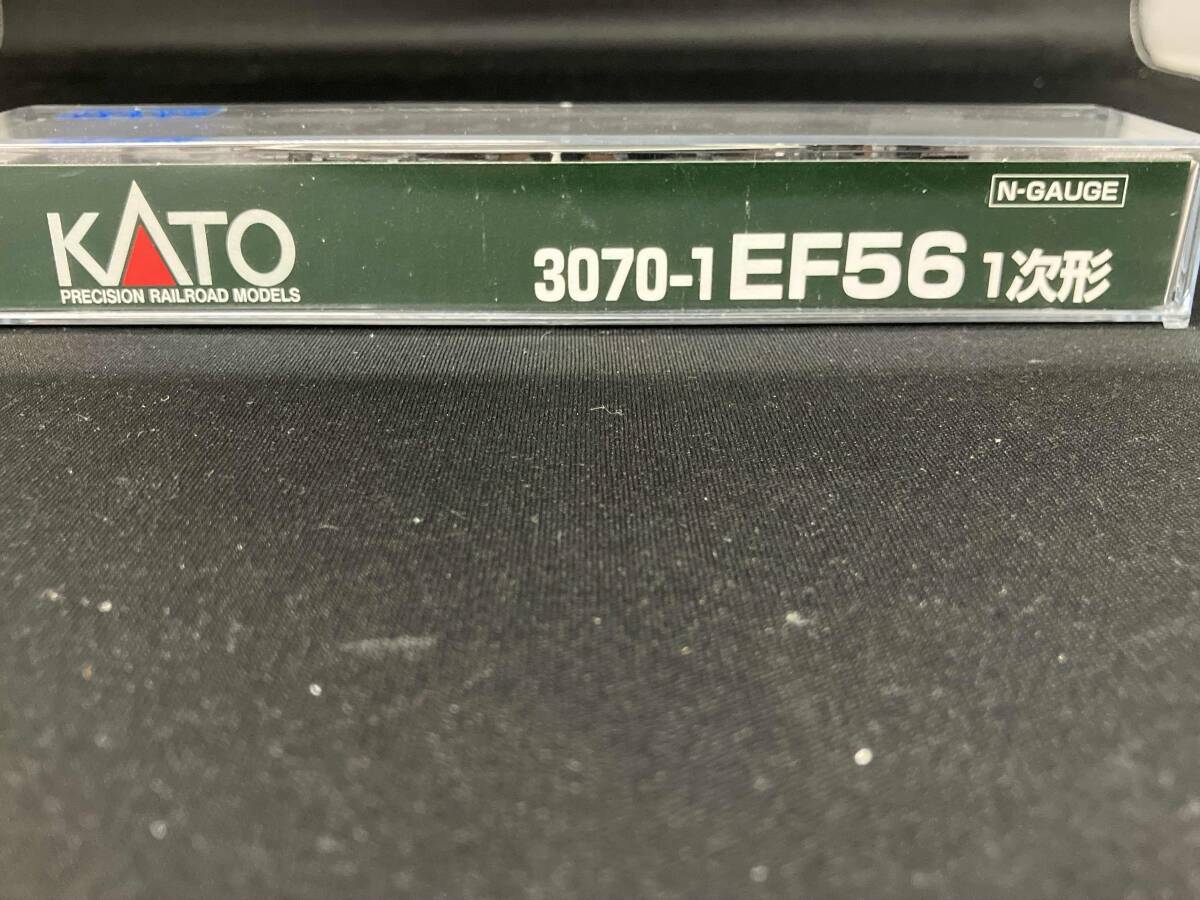 KATO
PRECISION RAILROAD MODELS
N-GAUGE
3070-1 EF56 1次形